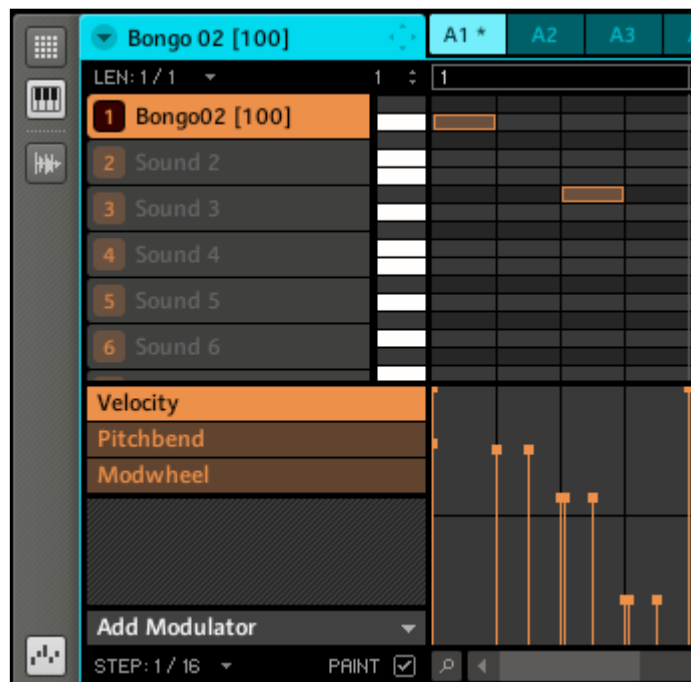 Bongo 02 [100]
A1 * A2 A3
LEN: 1 / 1 1 1
1 Bongo02 [100]
2 Sound 2
3 Sound 3
4 Sound 4
5 Sound 5
6 Sound 6
Velocity
Pitchbend
Modwheel
Add Modulator
STEP: 1 / 16 PAINT